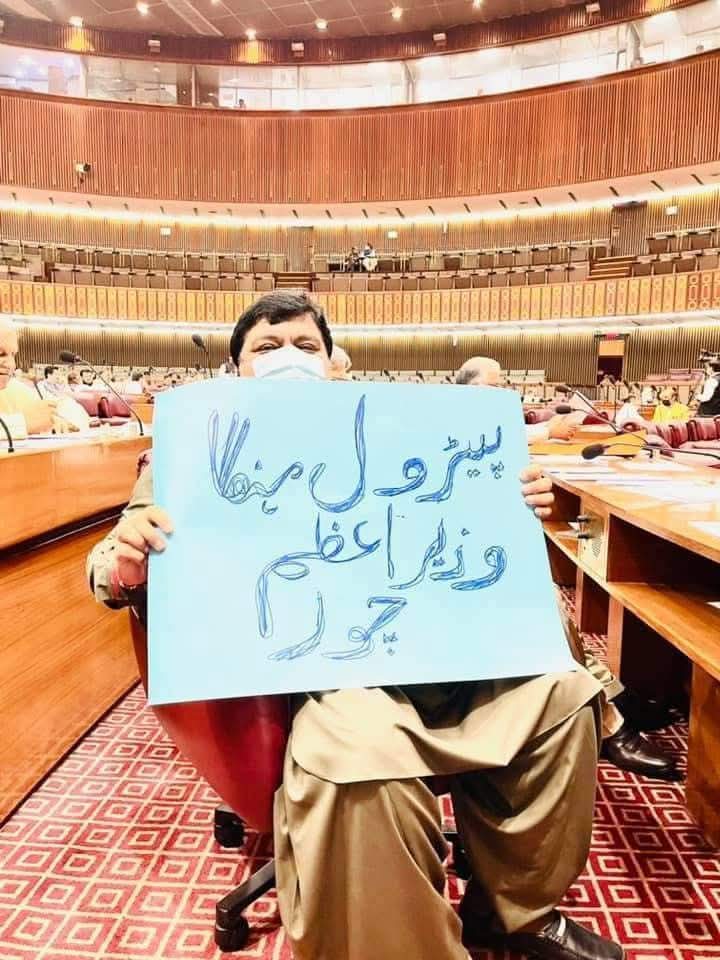 پیٹرول مہنگا
وزیراعظم
چور